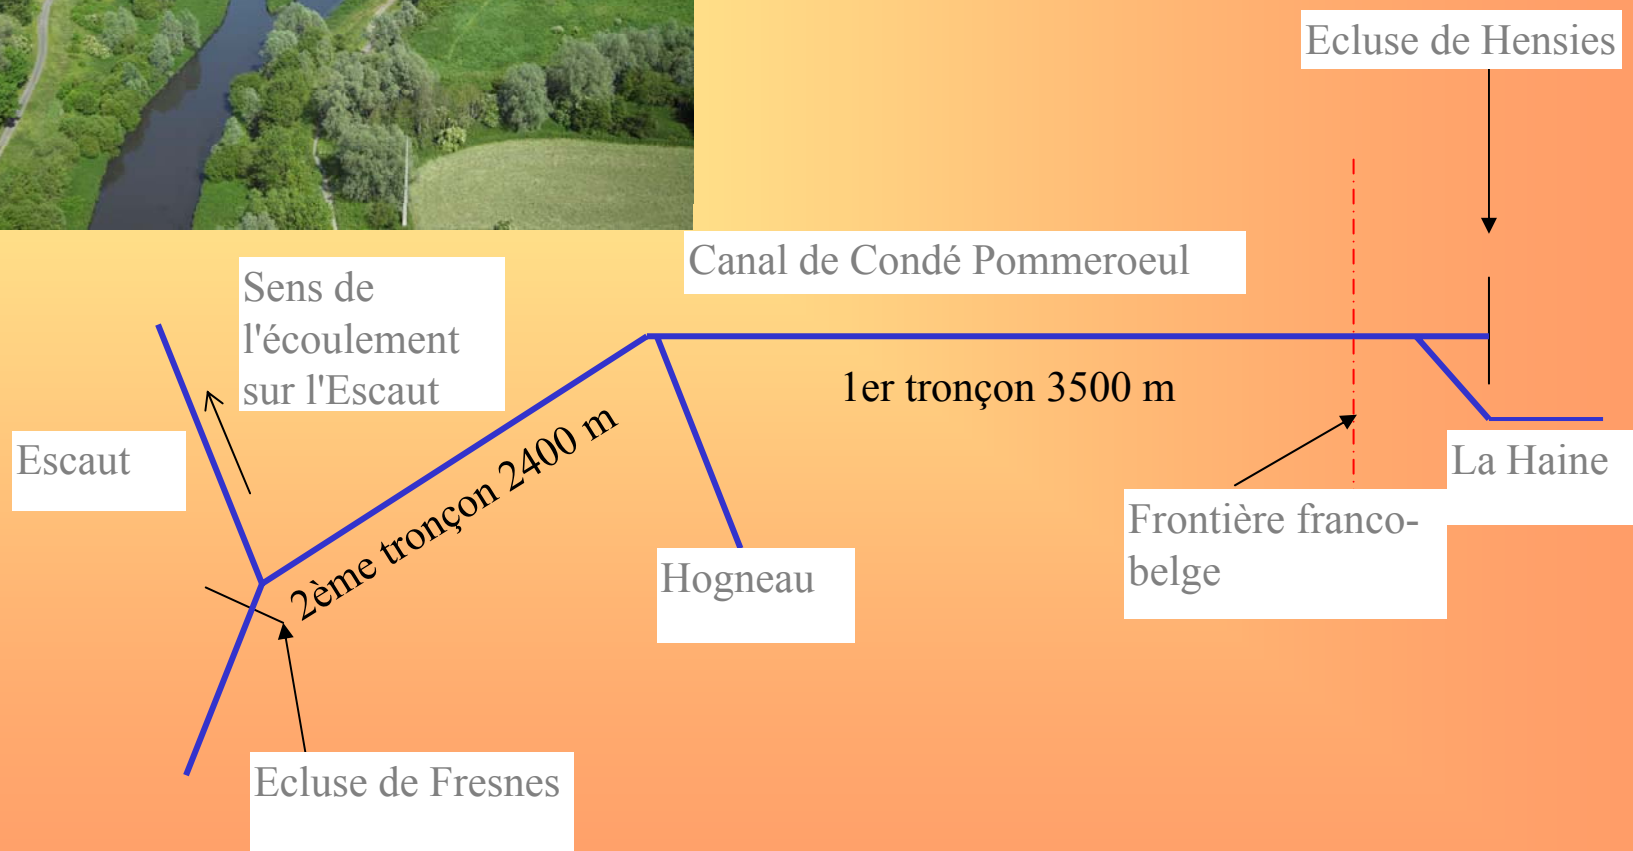 Ecluse de Hensies
Canal de Condé Pommeroeul
Sens de
l'écoulement
sur l'Escaut
1er tronçon 3500 m
Escaut
2ème tronçon 2400 m
La Haine
Frontière franco-
belge
Hogneau
Ecluse de Fresnes